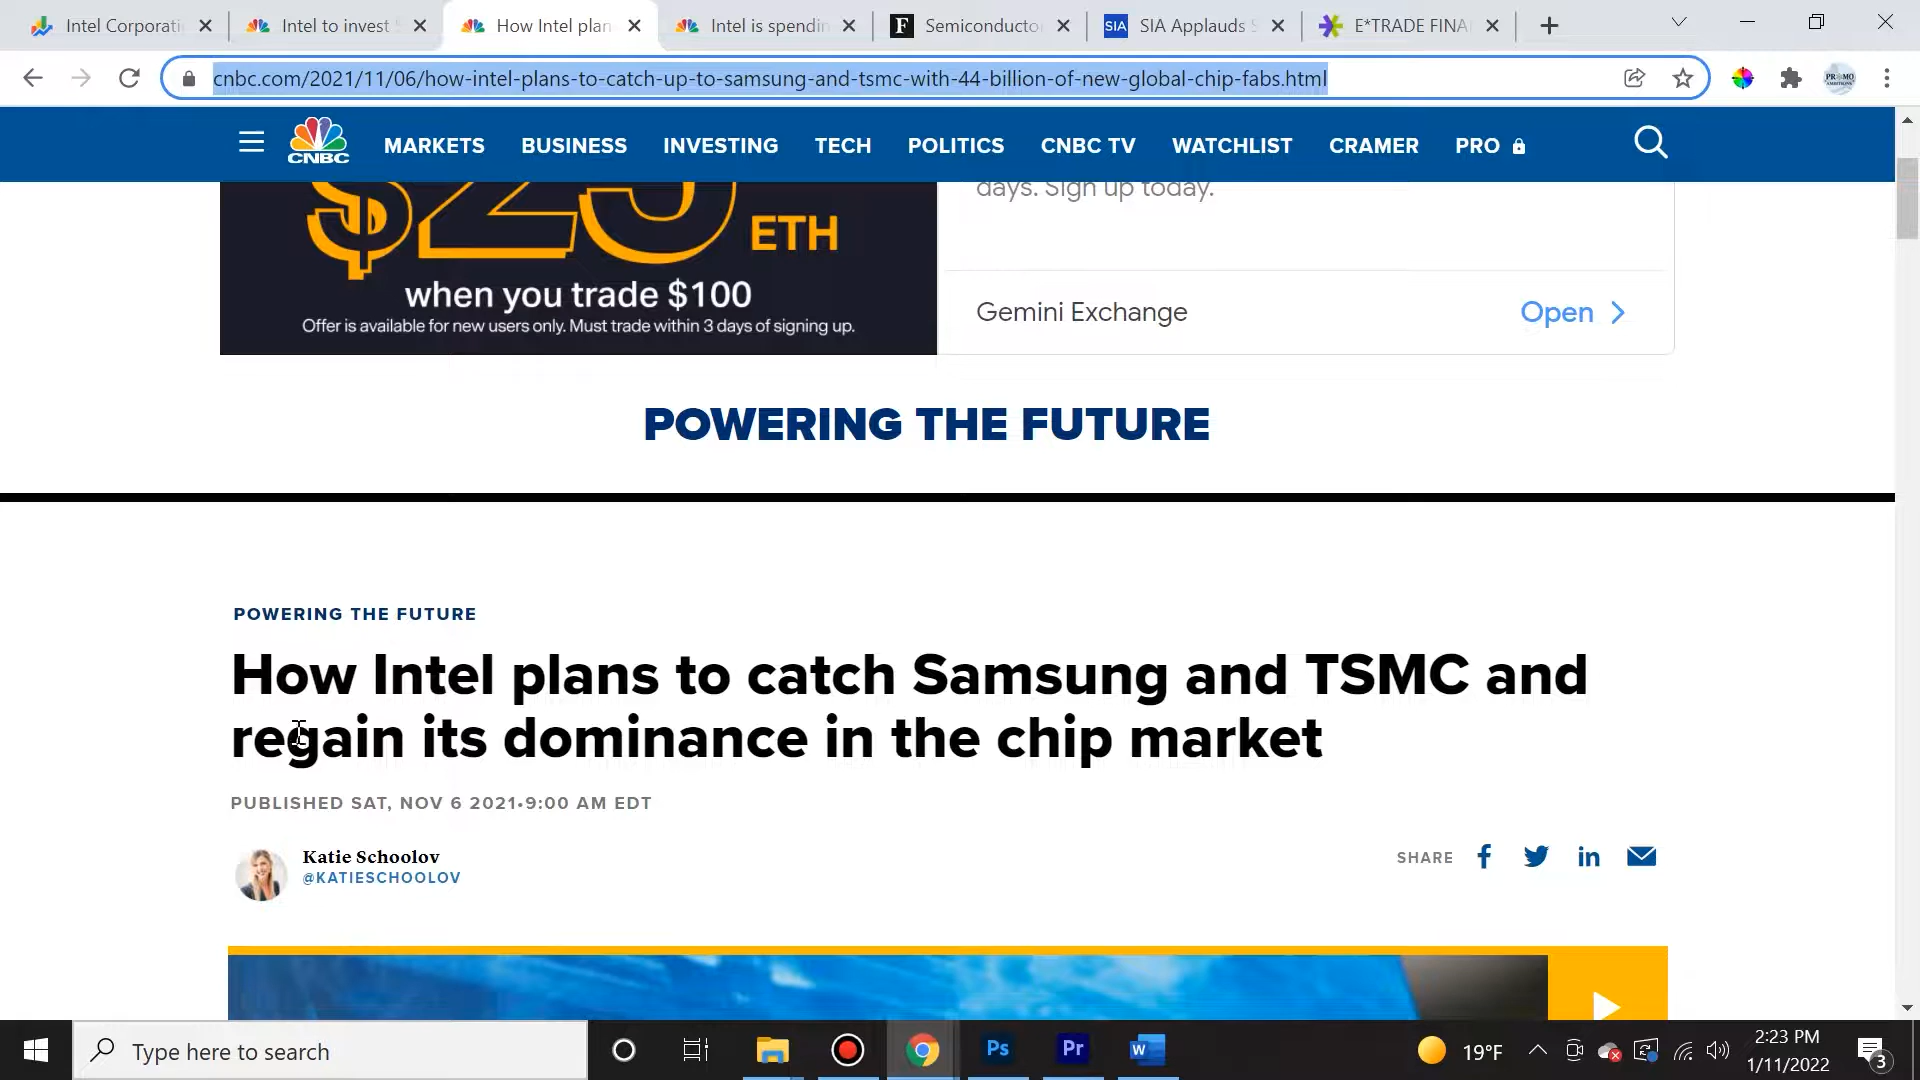 Intel Corporati
Intel to invest
How Intel plan
Intel is spendin
F
Semiconducto
SIA
SIA Applauds S
E*TRADE FINA
cnbc.com/2021/11/06/how-intel-plans-to-catch-up-to-samsung-and-tsmc-with-44-billion-of-new-global-chip-fabs.html
CNBC
MARKETS
BUSINESS
INVESTING
TECH
POLITICS
CNBC TV
WATCHLIST
CRAMER
PRO
$25
ETH
when you trade $100
Offer is available for new users only. Must trade within 3 days of signing up.
days. Sign up today.
Gemini Exchange
Open
POWERING THE FUTURE
POWERING THE FUTURE
How Intel plans to catch Samsung and TSMC and
regain its dominance in the chip market
PUBLISHED SAT, NOV 6 2021•9:00 AM EDT
Katie Schoolov
@KATIESCHOOLOV
SHARE
Type here to search
Ps
Pr
W
19°F
2:23 PM
1/11/2022
3